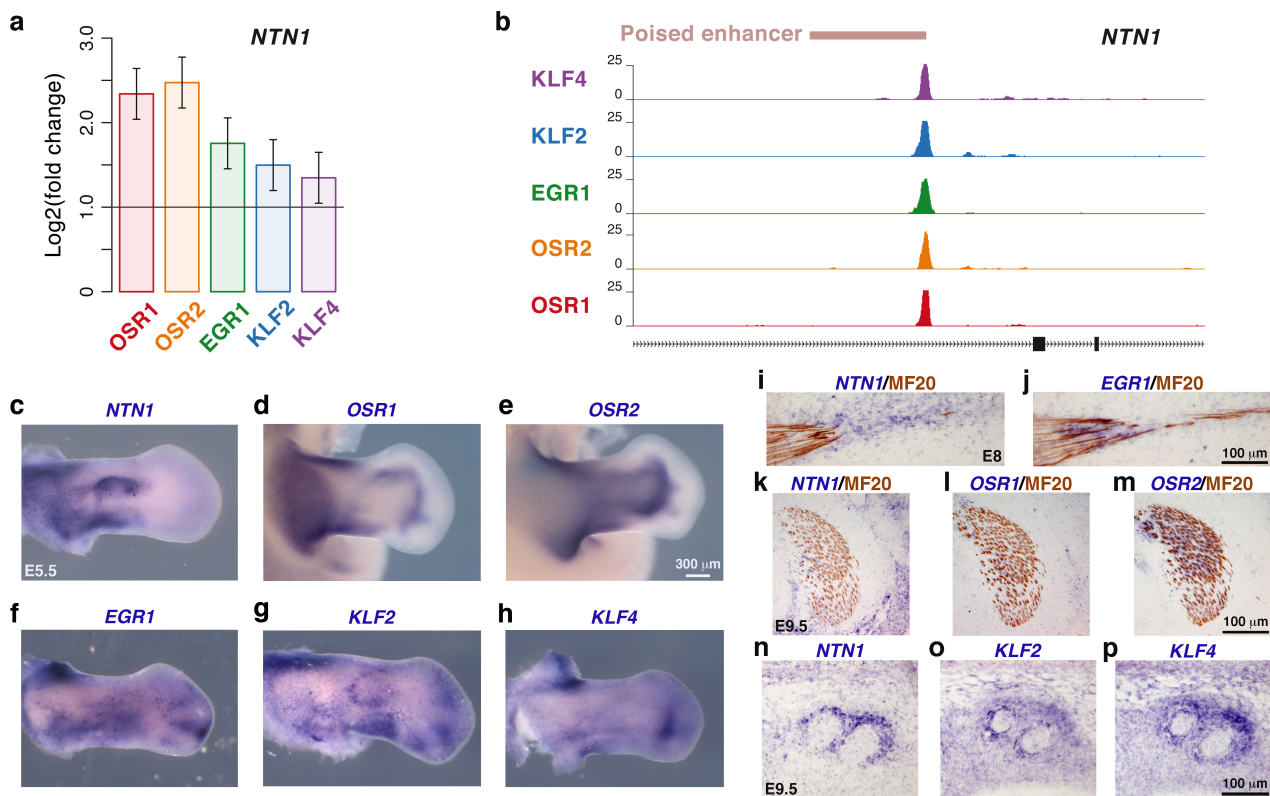 a
NTN1
Log2(fold change)
3.0
2.0
1.0
0
OSR1
OSR2
EGR1
KLF2
KLF4
b
Poised enhancer
NTN1
KLF4
25
0
KLF2
25
0
EGR1
25
0
OSR2
25
0
OSR1
25
0
c
NTN1
E5.5
d
OSR1
e
OSR2
300 µm
f
EGR1
g
KLF2
h
KLF4
i
NTN1/MF20
E8
j
EGR1/MF20
100 µm
k
NTN1/MF20
E9.5
l
OSR1/MF20
m
OSR2/MF20
100 µm
n
NTN1
E9.5
o
KLF2
p
KLF4
100 µm